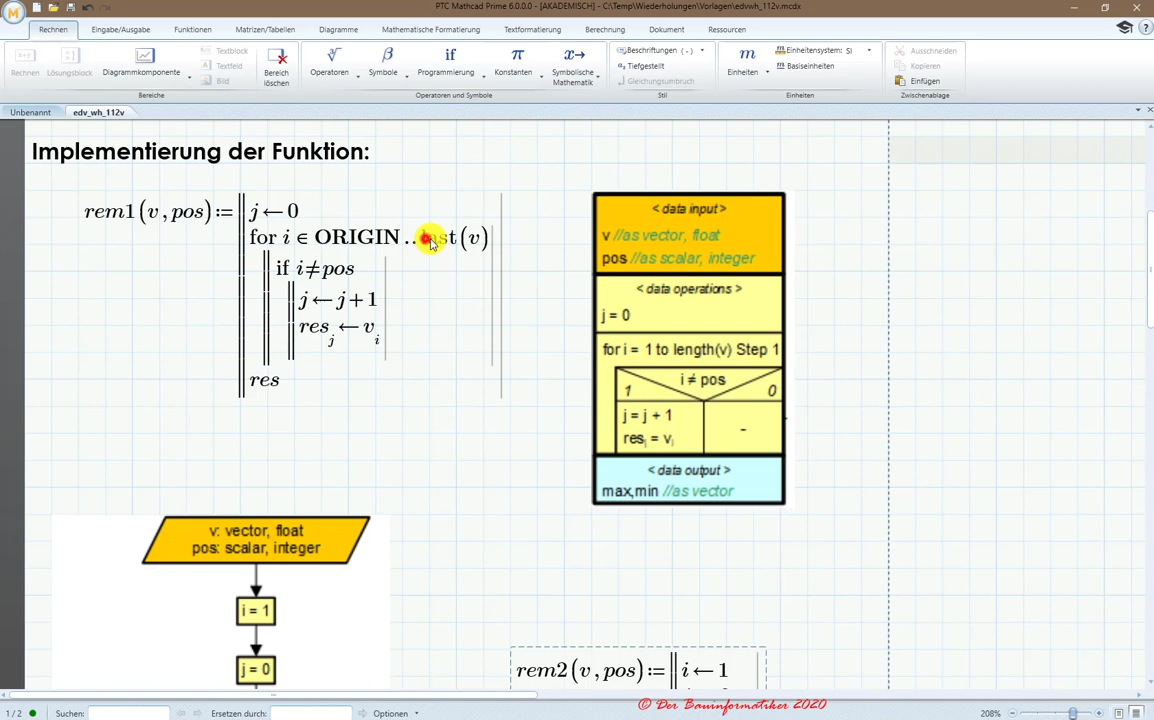 PTC Mathcad Prime 6.0.0.0 - [AKADEMISCH] - C:\Temp\Wiederholungen\Vorlagen\edvwh_112v.mcdx
Rechnen Eingabe/Ausgabe Funktionen Matrizen/Tabellen Diagramme Mathematische Formatierung Textformatierung Berechnung Dokument Ressourcen
Rechnen Lösungsblock Diagrammkomponente Textblock Textfeld Bild Bereich löschen
Operatoren Symbole Programmierung Konstanten Symbolische Mathematik
Beschriftungen ( - ) Tiefgestellt Gleichungsumbruch
Einheiten Einheitensystem: SI Basiseinheiten
Ausschneiden Kopieren Einfügen
Bereiche Operatoren und Symbole Stil Einheiten Zwischenablage
Unbenannt edv_wh_112v
Implementierung der Funktion:
rem1(v, pos):=
j←0
for i ∈ ORIGIN..last(v)
if i≠pos
j←j+1
res_j ←v_i
res
< data input>
v //as vector, float
pos //as scalar, integer
< data operations>
j = 0
for i = 1 to length(v) Step 1
i ≠ pos
1 0
j = j + 1
res_j = v_i
-
< data output >
max,min //as vector
v: vector, float
pos: scalar, integer
i = 1
j = 0
rem2(v, pos):= i←1
© Der Bauinformatiker 2020
1 / 2 Suchen: Ersetzen durch: Optionen 208%